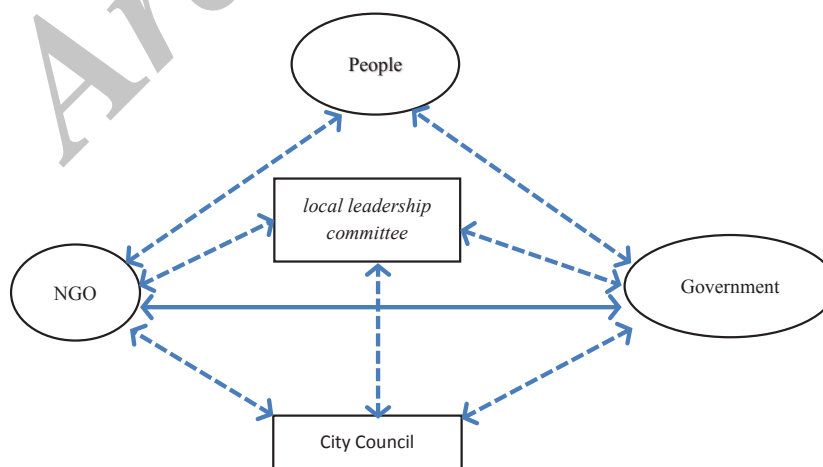 People
local leadership
committee
NGO
Government
City Council